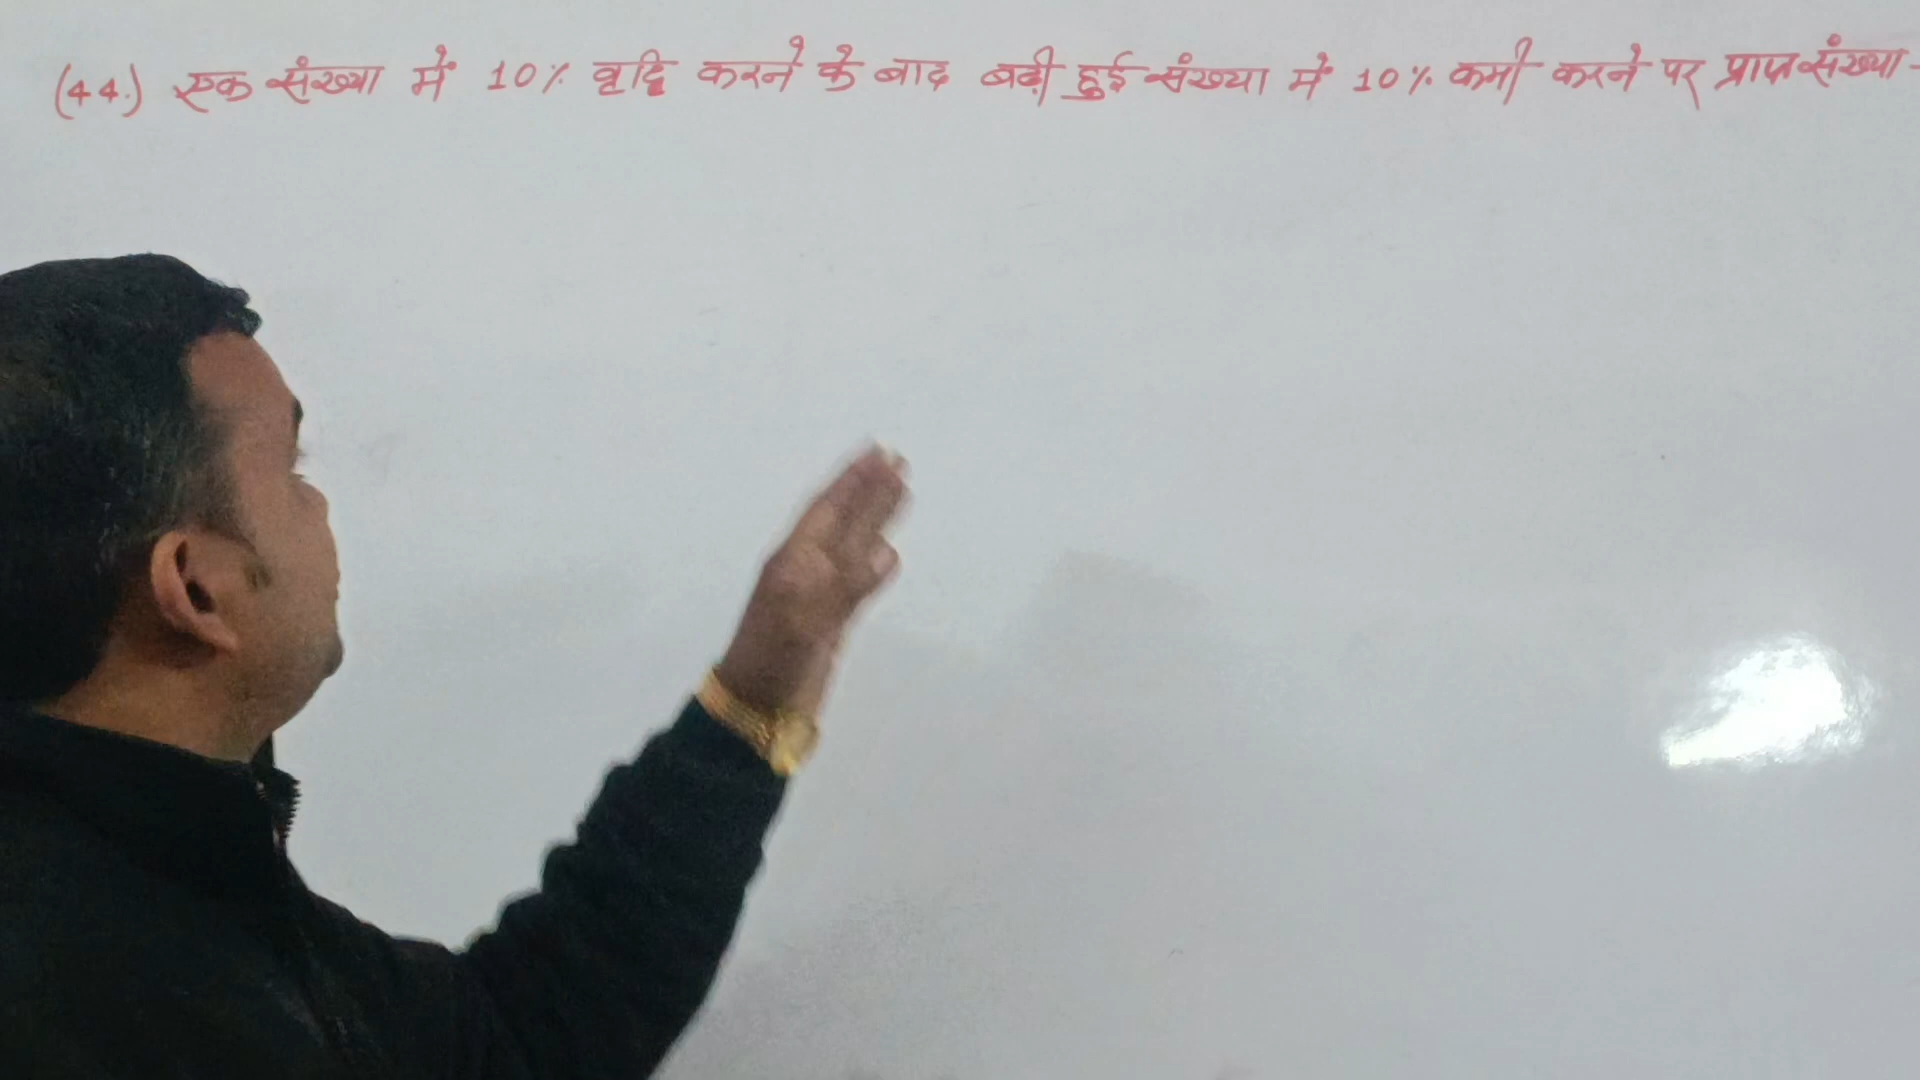 (44.) एक संख्या में 10% वृद्धि करने के बाद बढ़ी हुई संख्या में 10% कमी करने पर प्राप्त संख्या -